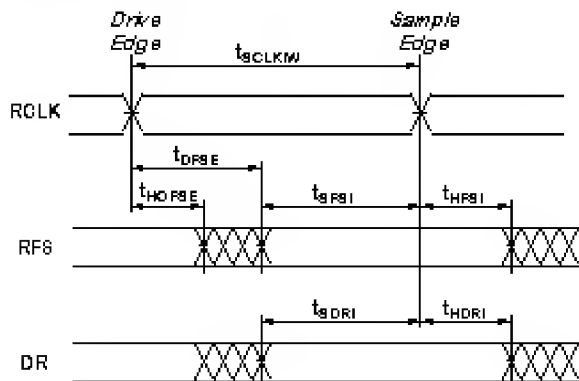 Drive
Edge
Sample
Edge
tSCLKIW
RCLK
tDFSE
tHOFSE
tSFSI
tHFSI
RFS
tSDRI
tHDRI
DR